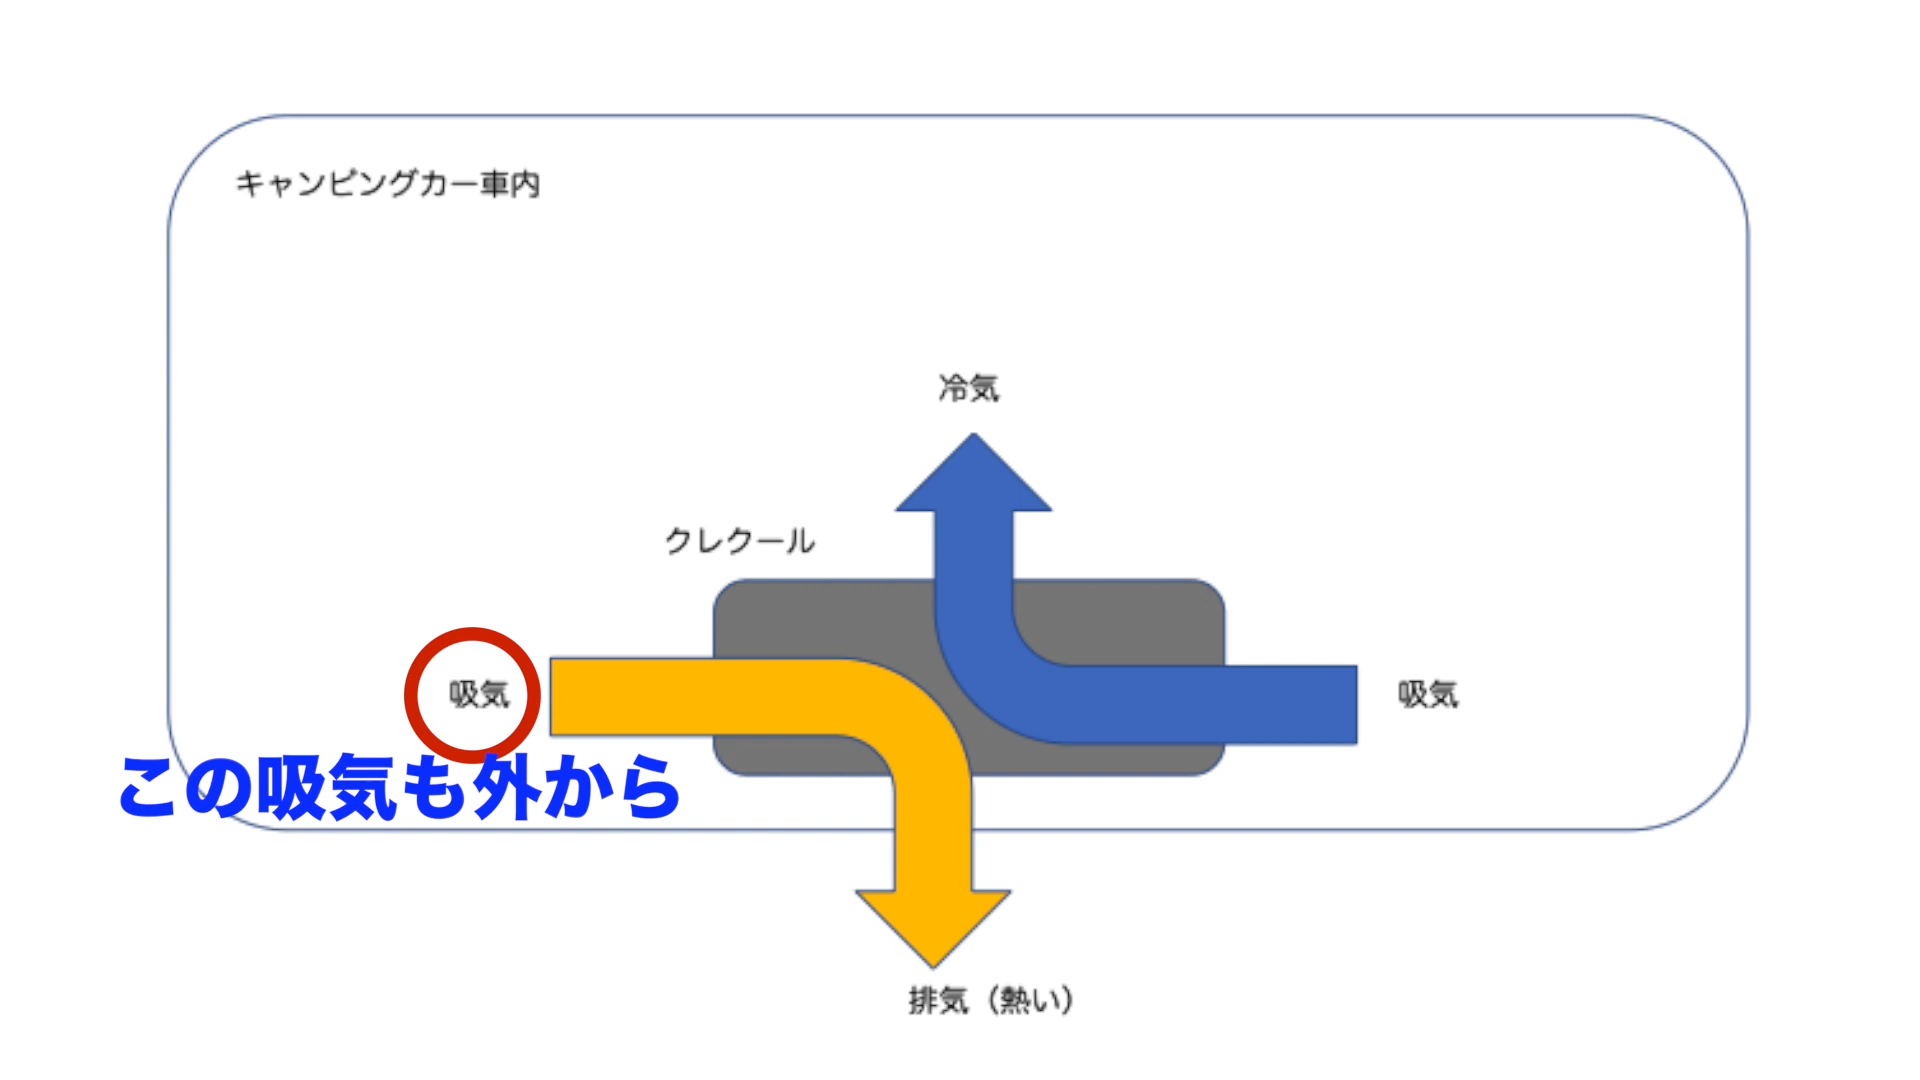 キャンピングカー車内
冷気
クレクール
吸気
吸気
この吸気も外から
排気（熱い）